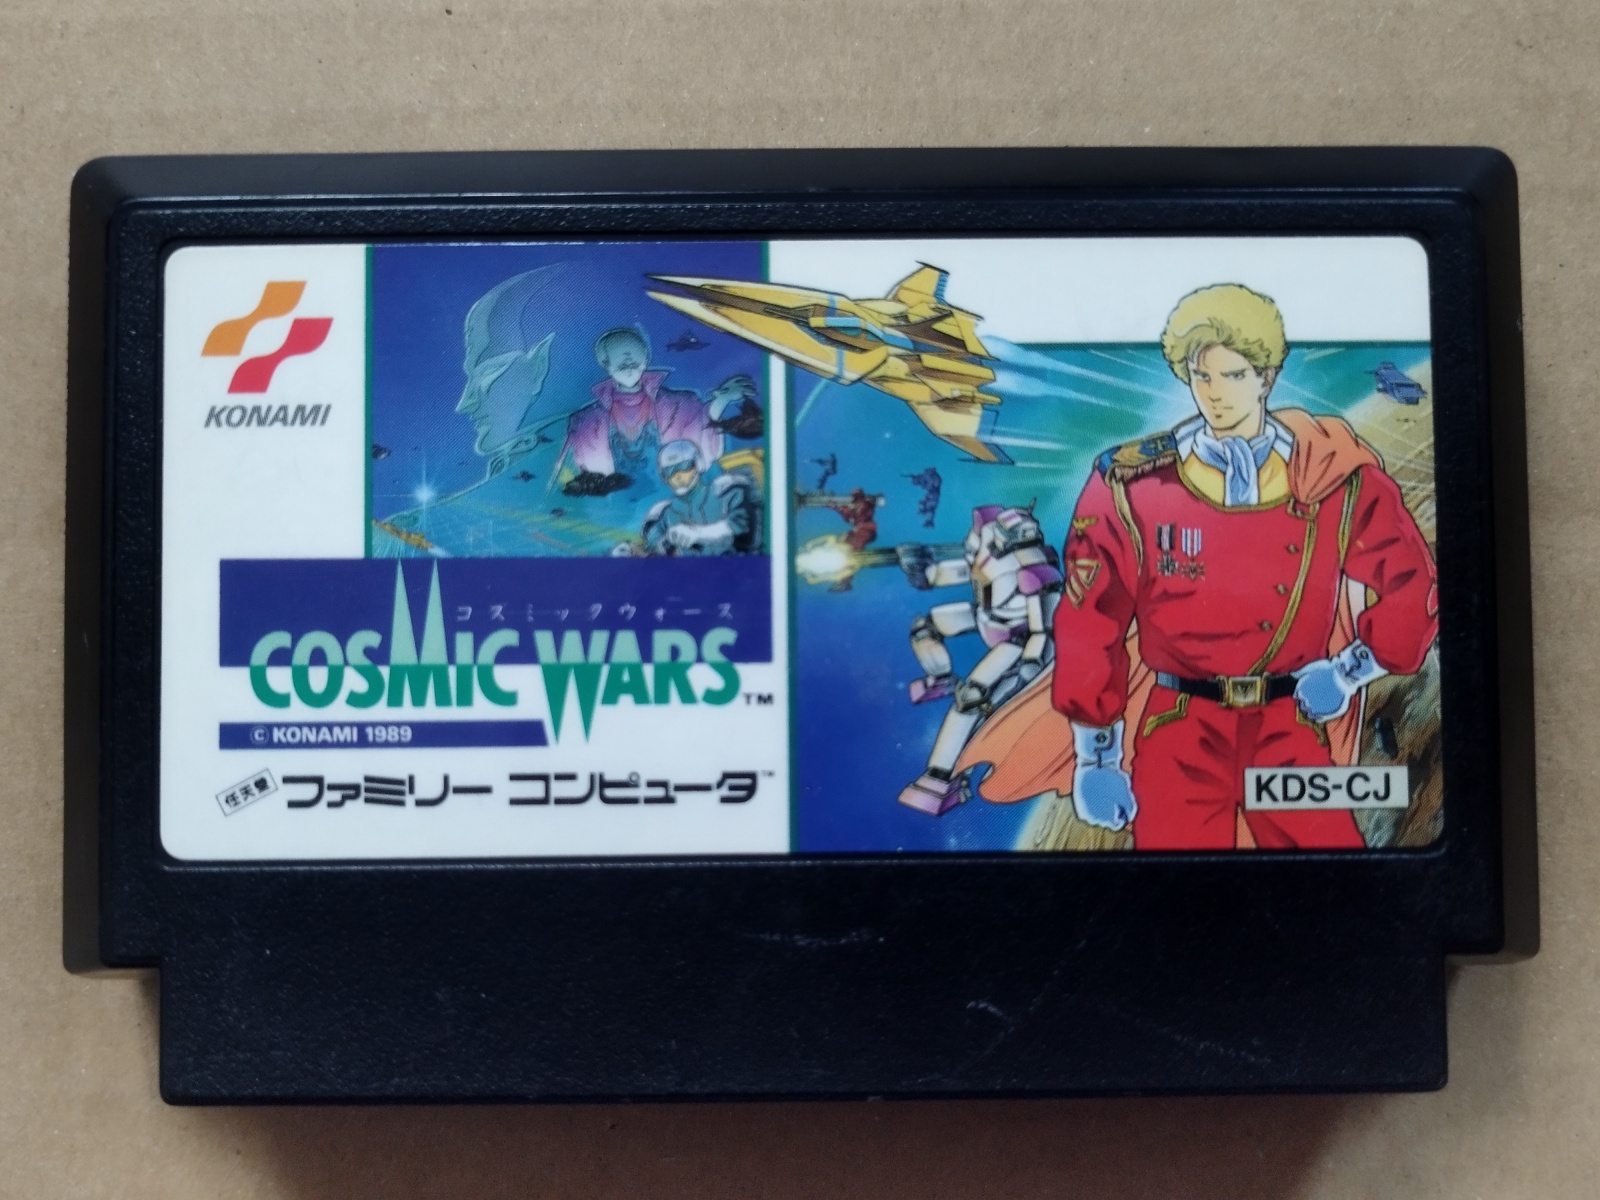 KONAMI
コズミックウォーズ
COSMIC WARS™
© KONAMI 1989
任天堂 ファミリー コンピュータ™
KDS-CJ